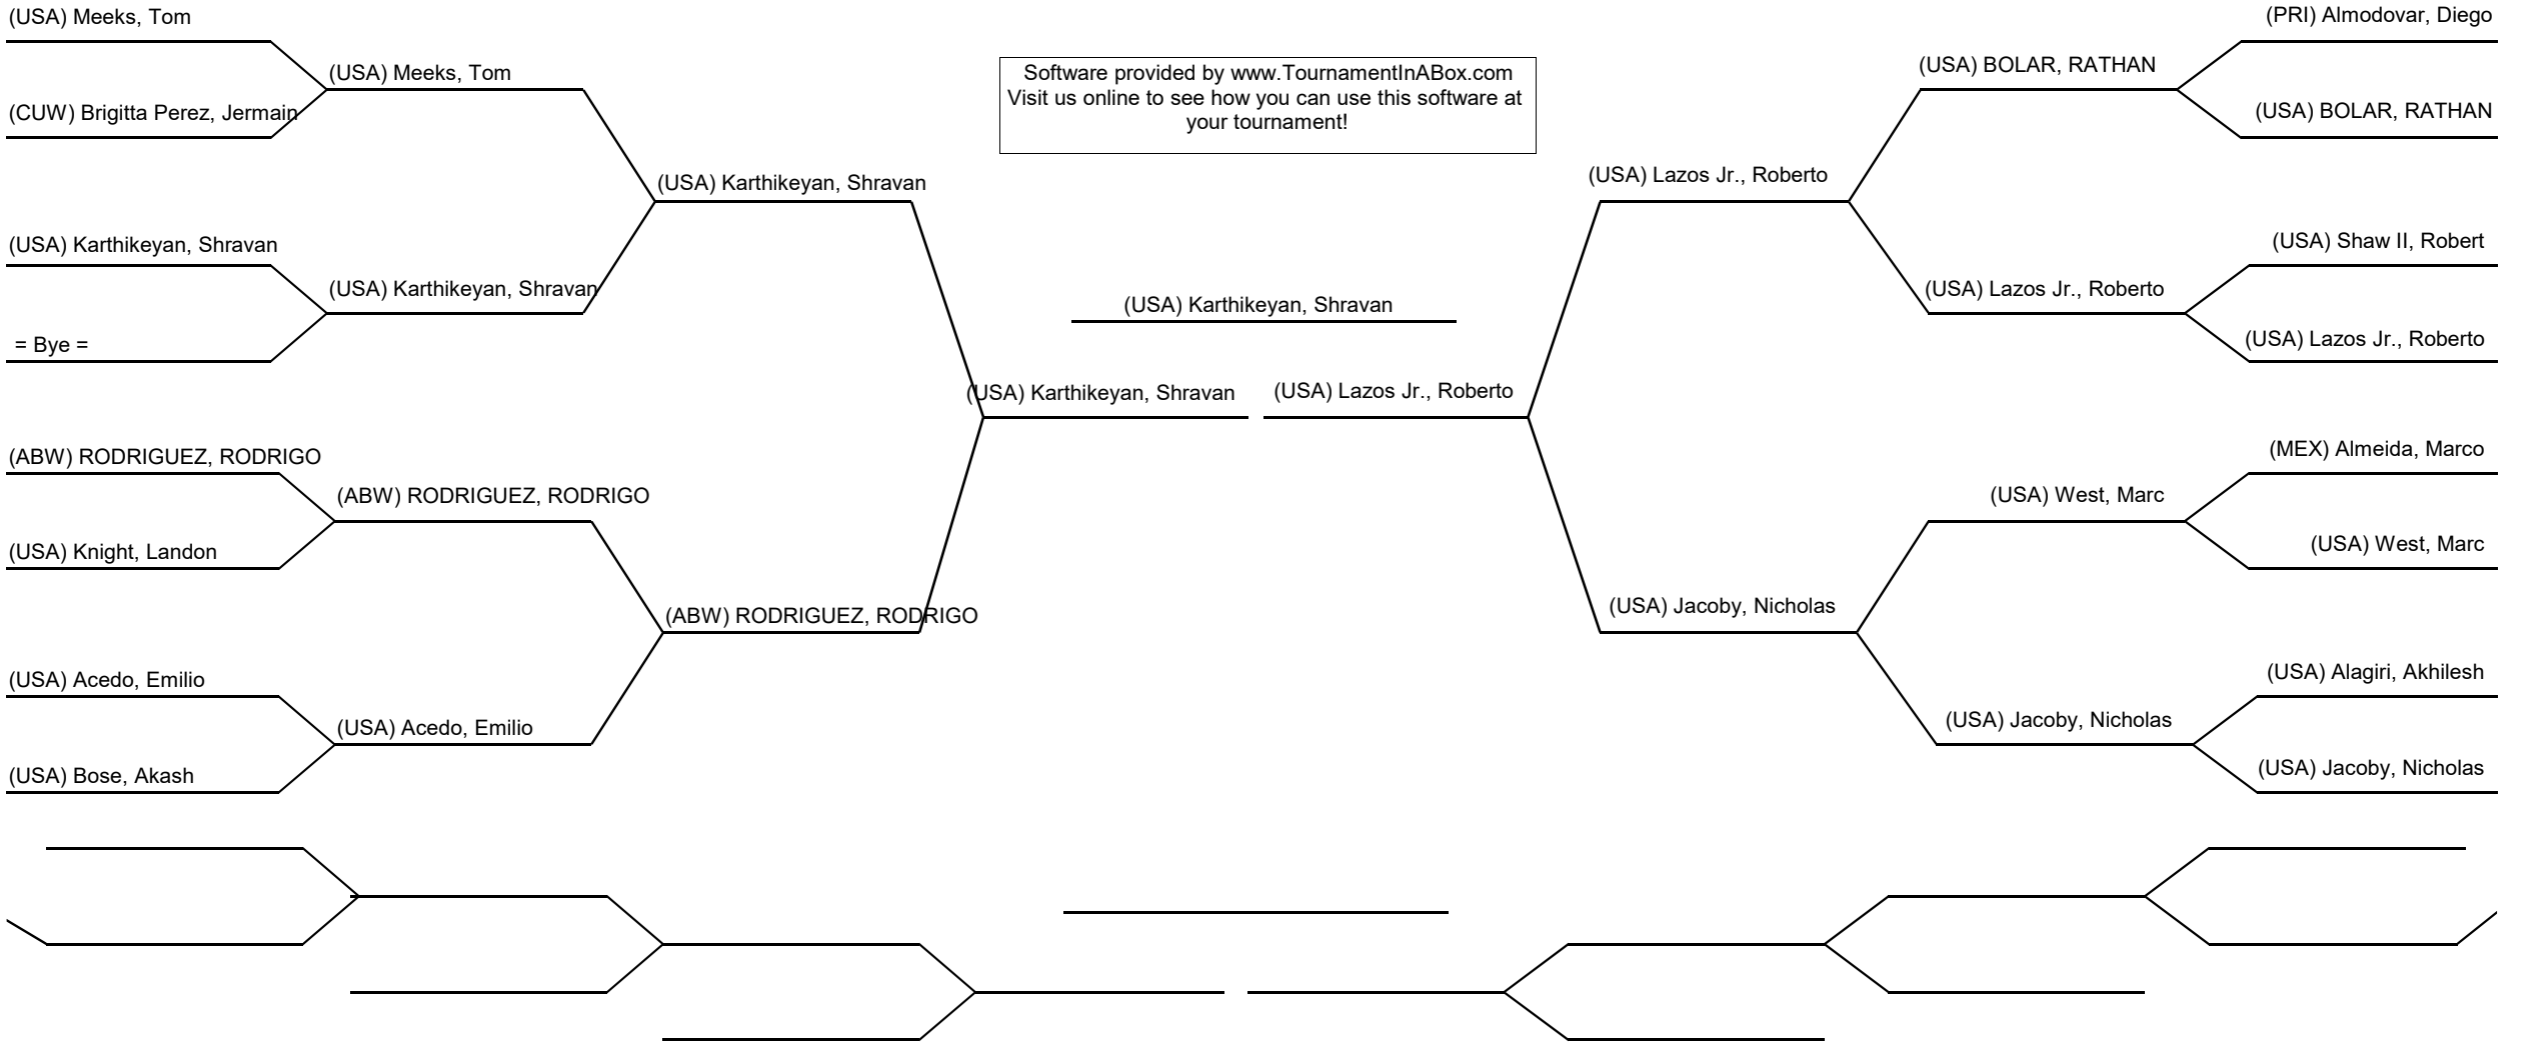 (USA) Meeks, Tom
(CUW) Brigitta Perez, Jermain
(USA) Karthikeyan, Shravan
= Bye =
(ABW) RODRIGUEZ, RODRIGO
(USA) Knight, Landon
(USA) Acedo, Emilio
(USA) Bose, Akash
(USA) Meeks, Tom
(USA) Karthikeyan, Shravan
(ABW) RODRIGUEZ, RODRIGO
(USA) Acedo, Emilio
(USA) Karthikeyan, Shravan
(ABW) RODRIGUEZ, RODRIGO
Software provided by www.TournamentInABox.com
Visit us online to see how you can use this software at
your tournament!
(USA) Karthikeyan, Shravan
(USA) Karthikeyan, Shravan
(USA) Lazos Jr., Roberto
(USA) Lazos Jr., Roberto
(USA) Jacoby, Nicholas
(USA) BOLAR, RATHAN
(USA) Lazos Jr., Roberto
(USA) West, Marc
(USA) Jacoby, Nicholas
(PRI) Almodovar, Diego
(USA) BOLAR, RATHAN
(USA) Shaw II, Robert
(USA) Lazos Jr., Roberto
(MEX) Almeida, Marco
(USA) West, Marc
(USA) Alagiri, Akhilesh
(USA) Jacoby, Nicholas